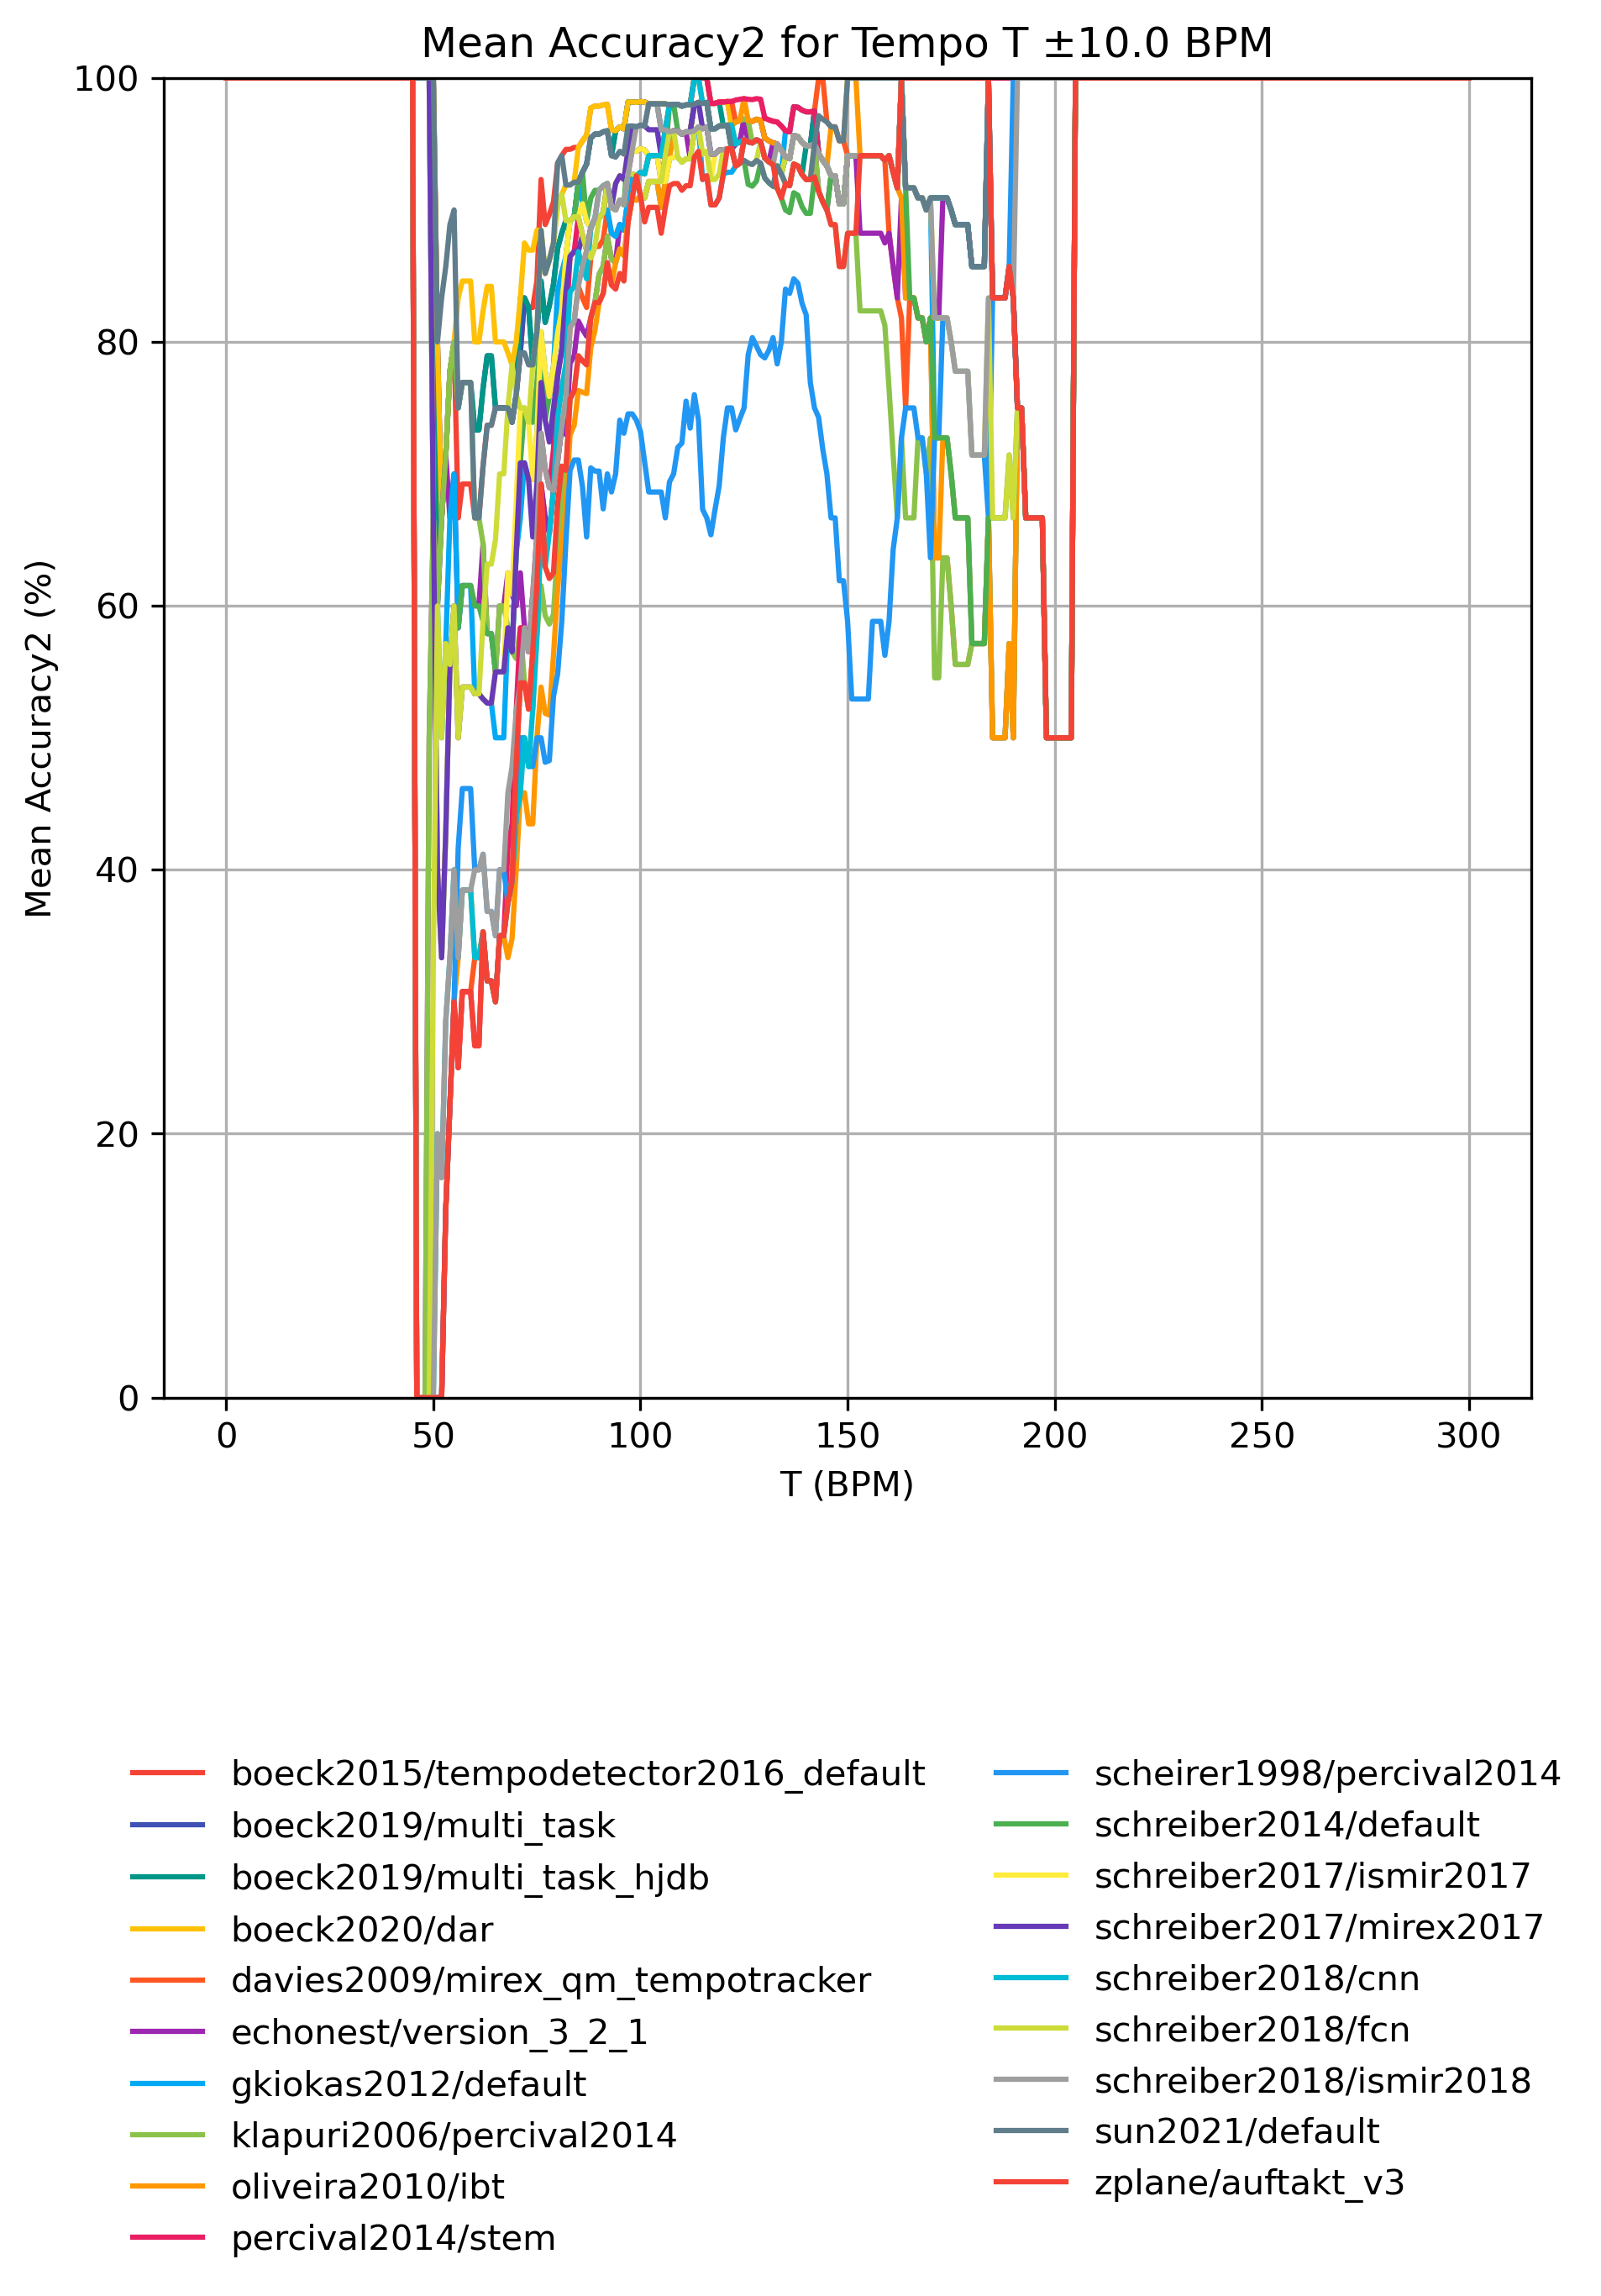 Mean Accuracy2 for Tempo T ±10.0 BPM
100
80
60
40
20
0
Mean Accuracy2 (%)
0 50 100 150 200 250 300
T (BPM)
boeck2015/tempodetector2016_default
boeck2019/multi_task
boeck2019/multi_task_hjdb
boeck2020/dar
davies2009/mirex_qm_tempotracker
echonest/version_3_2_1
gkiokas2012/default
klapuri2006/percival2014
oliveira2010/ibt
percival2014/stem
scheirer1998/percival2014
schreiber2014/default
schreiber2017/ismir2017
schreiber2017/mirex2017
schreiber2018/cnn
schreiber2018/fcn
schreiber2018/ismir2018
sun2021/default
zplane/auftakt_v3